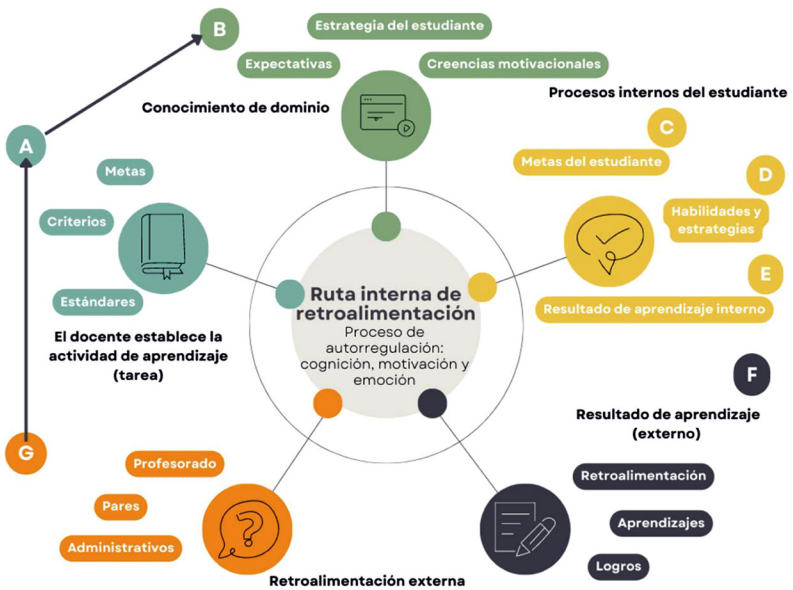 B
Estrategia del estudiante
Expectativas
Creencias motivacionales
Conocimiento de dominio
Procesos internos del estudiante
A
C
Metas
Metas del estudiante
D
Criterios
Habilidades y
estrategias
E
Estándares
Resultado de aprendizaje interno
Ruta interna de
retroalimentación
Proceso de
autorregulación:
cognición, motivación y
emoción
El docente establece la
actividad de aprendizaje
(tarea)
F
Resultado de aprendizaje
(externo)
G
Profesorado
Pares
Administrativos
?
Retroalimentación
Aprendizajes
Logros
Retroalimentación externa